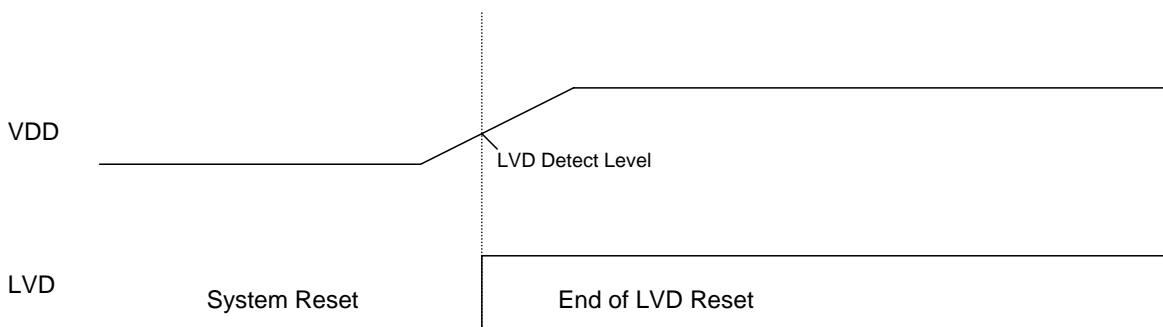 VDD
LVD Detect Level
LVD
System Reset
End of LVD Reset